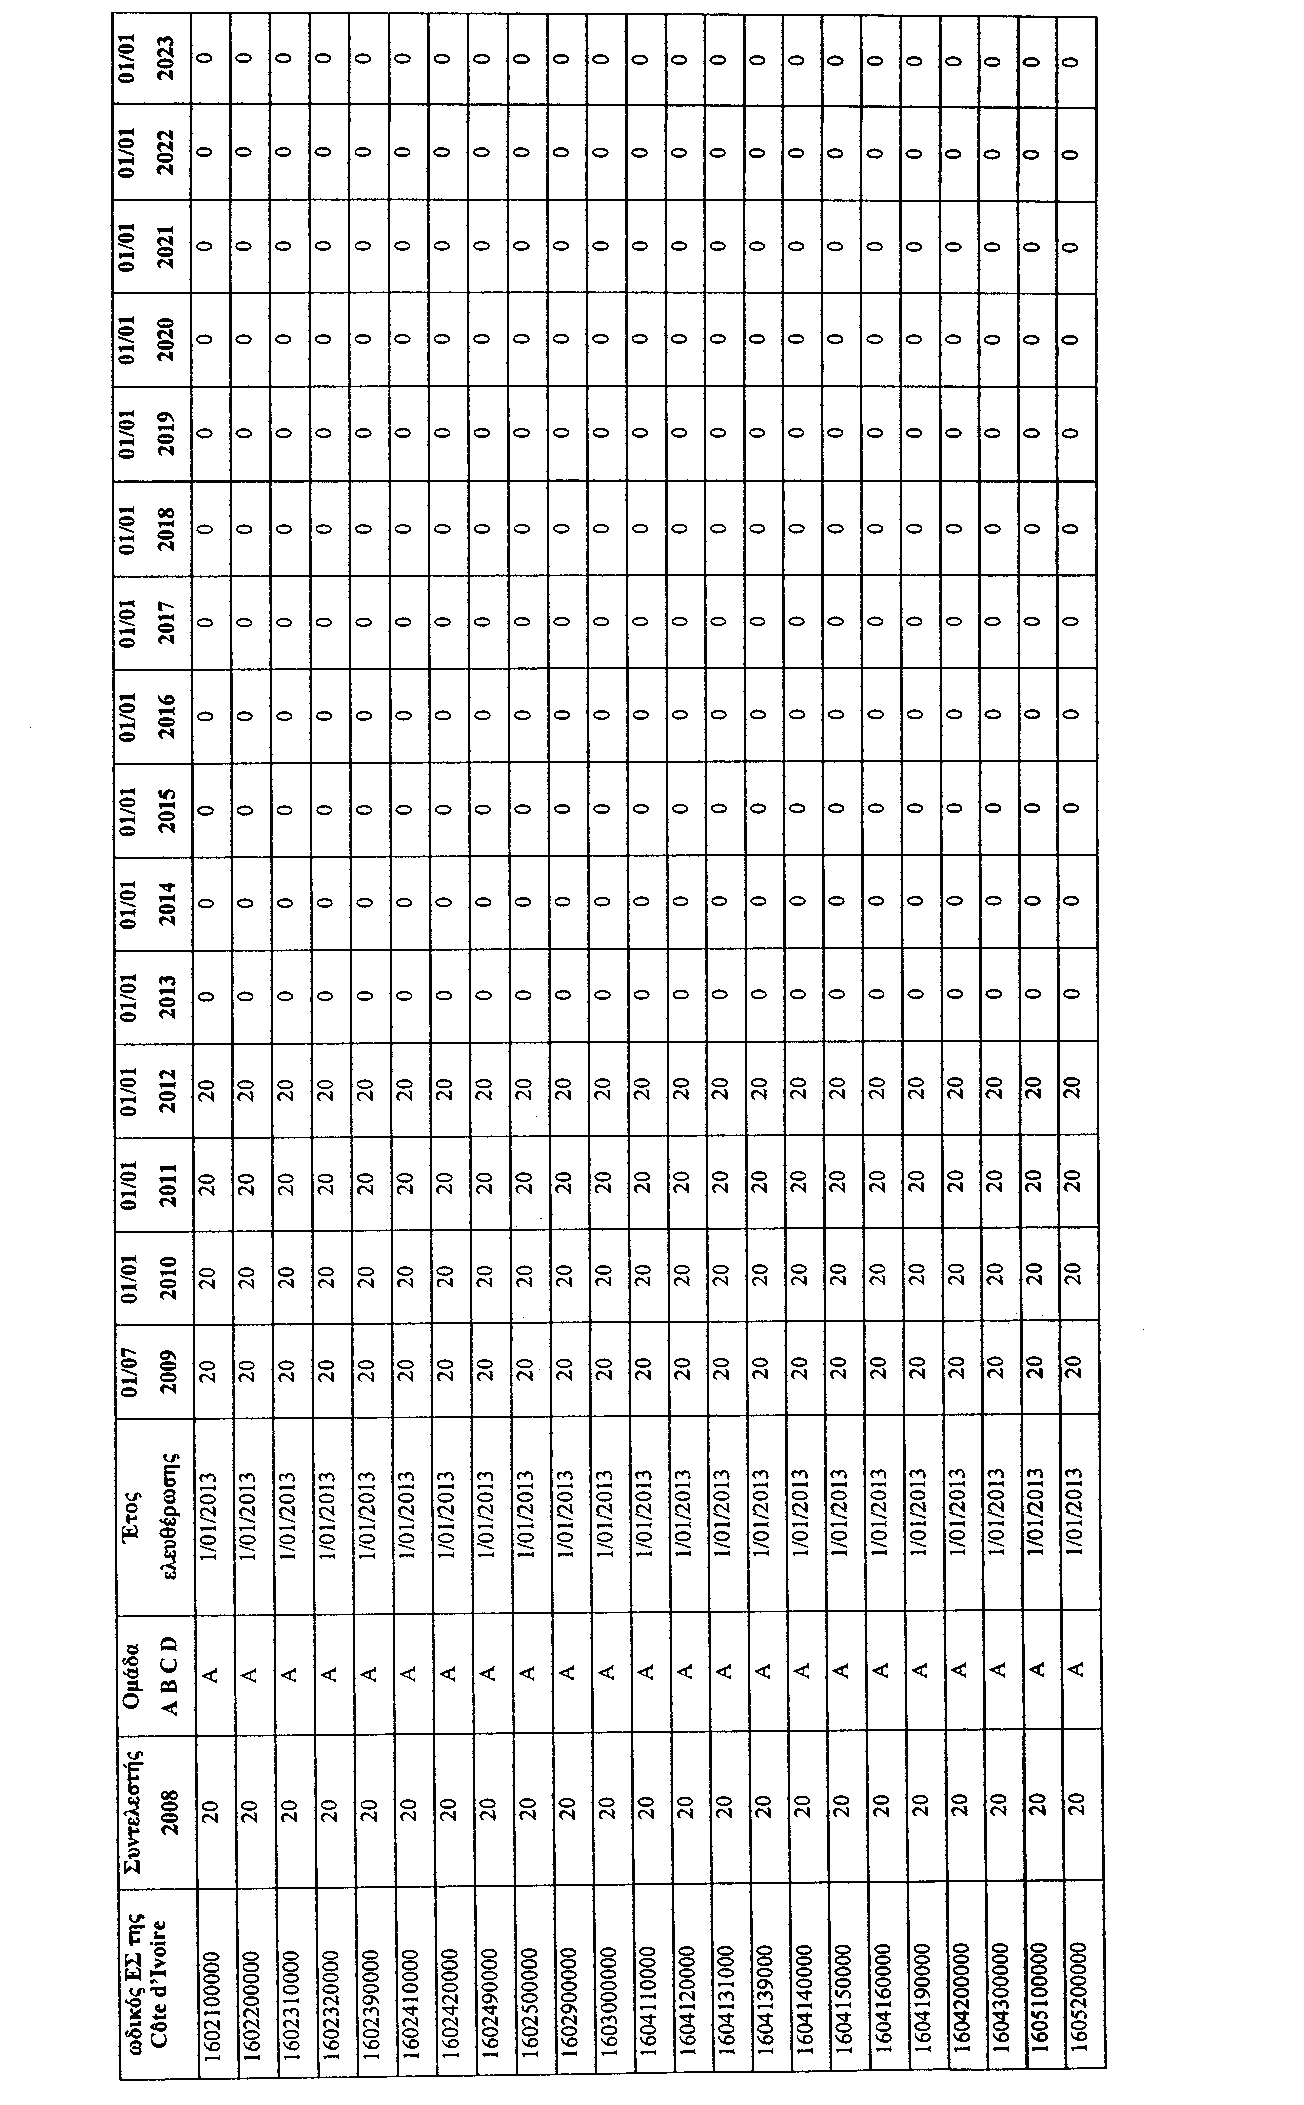 ωδικός ΕΣ της Côte d'Ivoire Συντελεστής 2008 Ομάδα A B C D Έτος ελευθέρωσης 01/07 2009 01/01 2010 01/01 2011 01/01 2012 01/01 2013 01/01 2014 01/01 2015 01/01 2016 01/01 2017 01/01 2018 01/01 2019 01/01 2020 01/01 2021 01/01 2022 01/01 2023
1602100000 20 A 1/01/2013 20 20 20 20 0 0 0 0 0 0 0 0 0 0 0
1602200000 20 A 1/01/2013 20 20 20 20 0 0 0 0 0 0 0 0 0 0 0
1602310000 20 A 1/01/2013 20 20 20 20 0 0 0 0 0 0 0 0 0 0 0
1602320000 20 A 1/01/2013 20 20 20 20 0 0 0 0 0 0 0 0 0 0 0
1602390000 20 A 1/01/2013 20 20 20 20 0 0 0 0 0 0 0 0 0 0 0
1602410000 20 A 1/01/2013 20 20 20 20 0 0 0 0 0 0 0 0 0 0 0
1602420000 20 A 1/01/2013 20 20 20 20 0 0 0 0 0 0 0 0 0 0 0
1602490000 20 A 1/01/2013 20 20 20 20 0 0 0 0 0 0 0 0 0 0 0
1602500000 20 A 1/01/2013 20 20 20 20 0 0 0 0 0 0 0 0 0 0 0
1602900000 20 A 1/01/2013 20 20 20 20 0 0 0 0 0 0 0 0 0 0 0
1603000000 20 A 1/01/2013 20 20 20 20 0 0 0 0 0 0 0 0 0 0 0
1604110000 20 A 1/01/2013 20 20 20 20 0 0 0 0 0 0 0 0 0 0 0
1604120000 20 A 1/01/2013 20 20 20 20 0 0 0 0 0 0 0 0 0 0 0
1604131000 20 A 1/01/2013 20 20 20 20 0 0 0 0 0 0 0 0 0 0 0
1604139000 20 A 1/01/2013 20 20 20 20 0 0 0 0 0 0 0 0 0 0 0
1604140000 20 A 1/01/2013 20 20 20 20 0 0 0 0 0 0 0 0 0 0 0
1604150000 20 A 1/01/2013 20 20 20 20 0 0 0 0 0 0 0 0 0 0 0
1604160000 20 A 1/01/2013 20 20 20 20 0 0 0 0 0 0 0 0 0 0 0
1604190000 20 A 1/01/2013 20 20 20 20 0 0 0 0 0 0 0 0 0 0 0
1604200000 20 A 1/01/2013 20 20 20 20 0 0 0 0 0 0 0 0 0 0 0
1604300000 20 A 1/01/2013 20 20 20 20 0 0 0 0 0 0 0 0 0 0 0
1605100000 20 A 1/01/2013 20 20 20 20 0 0 0 0 0 0 0 0 0 0 0
1605200000 20 A 1/01/2013 20 20 20 20 0 0 0 0 0 0 0 0 0 0 0